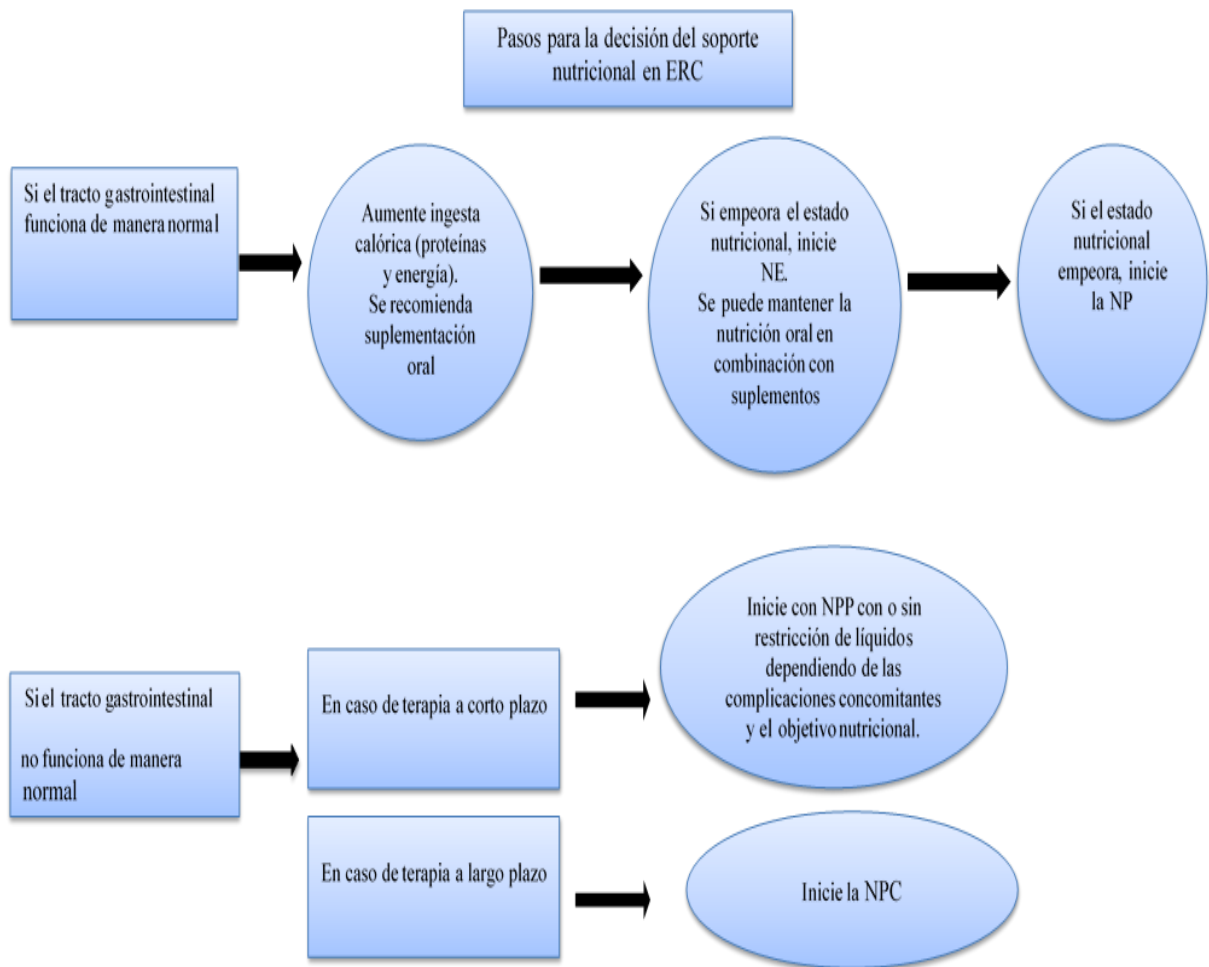 Pasos para la decisión del soporte
nutricional en ERC
Si el tracto gastrointestinal
funciona de manera normal
Aumente ingesta
calórica (proteínas
y energía).
Se recomienda
suplementación
oral
Si empeora el estado
nutricional, inicie
NE.
Se puede mantener la
nutrición oral en
combinación con
suplementos
Si el estado
nutricional
empeora, inicie
la NP
Si el tracto gastrointestinal
no funciona de manera
normal
En caso de terapia a corto plazo
Inicie con NPP con o sin
restricción de líquidos
dependiendo de las
complicaciones concomitantes
y el objetivo nutricional.
En caso de terapia a largo plazo
Inicie la NPC